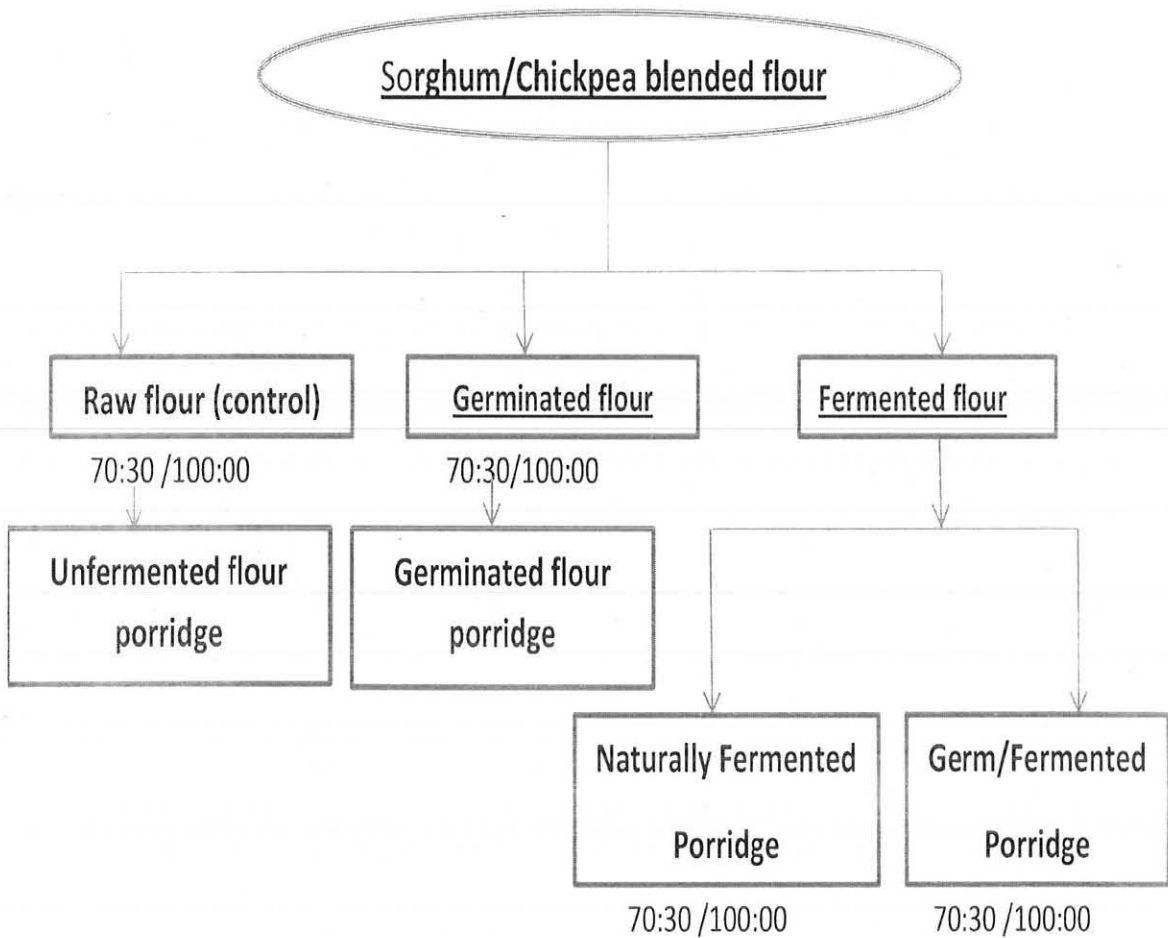 Sorghum/Chickpea blended flour
Raw flour (control)
Germinated flour
Fermented flour
70:30 /100:00
70:30/100:00
Unfermented flour
porridge
Germinated flour
porridge
Naturally Fermented
Porridge
Germ/Fermented
Porridge
70:30 /100:00
70:30 /100:00